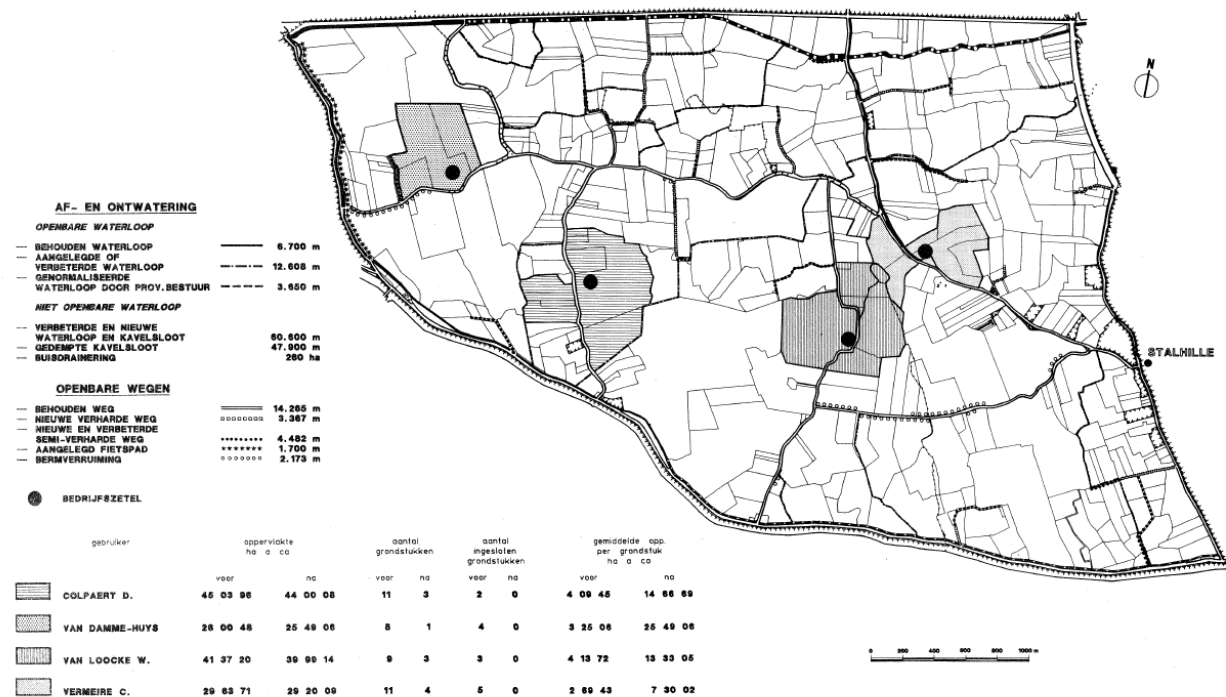 N
AF- EN ONTWATERING
OPENBARE WATERLOOP
— BEHOUDEN WATERLOOP 6.700 m
— AANGELEGDE OF
VERBETERDE WATERLOOP 12.608 m
— GENORMALISEERDE
WATERLOOP DOOR PROV.BESTUUR 3.650 m
NIET OPENBARE WATERLOOP
— VERBETERDE EN NIEUWE
WATERLOOP EN KAVELSLOOT 60.600 m
— GEDEMPTE KAVELSLOOT 47.900 m
— BUISDRAINERING 260 ha
OPENBARE WEGEN
— BEHOUDEN WEG 14.265 m
— NIEUWE VERHARDE WEG 3.367 m
— NIEUWE EN VERBETERDE
SEMI-VERHARDE WEG 4.482 m
— AANGELEGD FIETSPAD 1.700 m
— BERMVERRUIMING 2.173 m
BEDRIJFSZETEL
STALHILLE
gebruiker oppervlakte ha a ca aantal grondstukken aantal ingesloten grondstukken gemiddelde opp. per grondstuk ha a ca
voor na voor na voor na voor na
COLPAERT D. 45 03 96 44 00 08 11 3 2 0 4 09 45 14 66 69
VAN DAMME-HUYS 26 00 48 25 49 06 8 1 4 0 3 25 06 25 49 06
VAN LOOCKE W. 41 37 20 39 99 14 9 3 3 0 4 13 72 13 33 05
VERMEIRE C. 29 63 71 29 20 09 11 4 5 0 2 69 43 7 30 02
0 200 400 600 800 1000 m